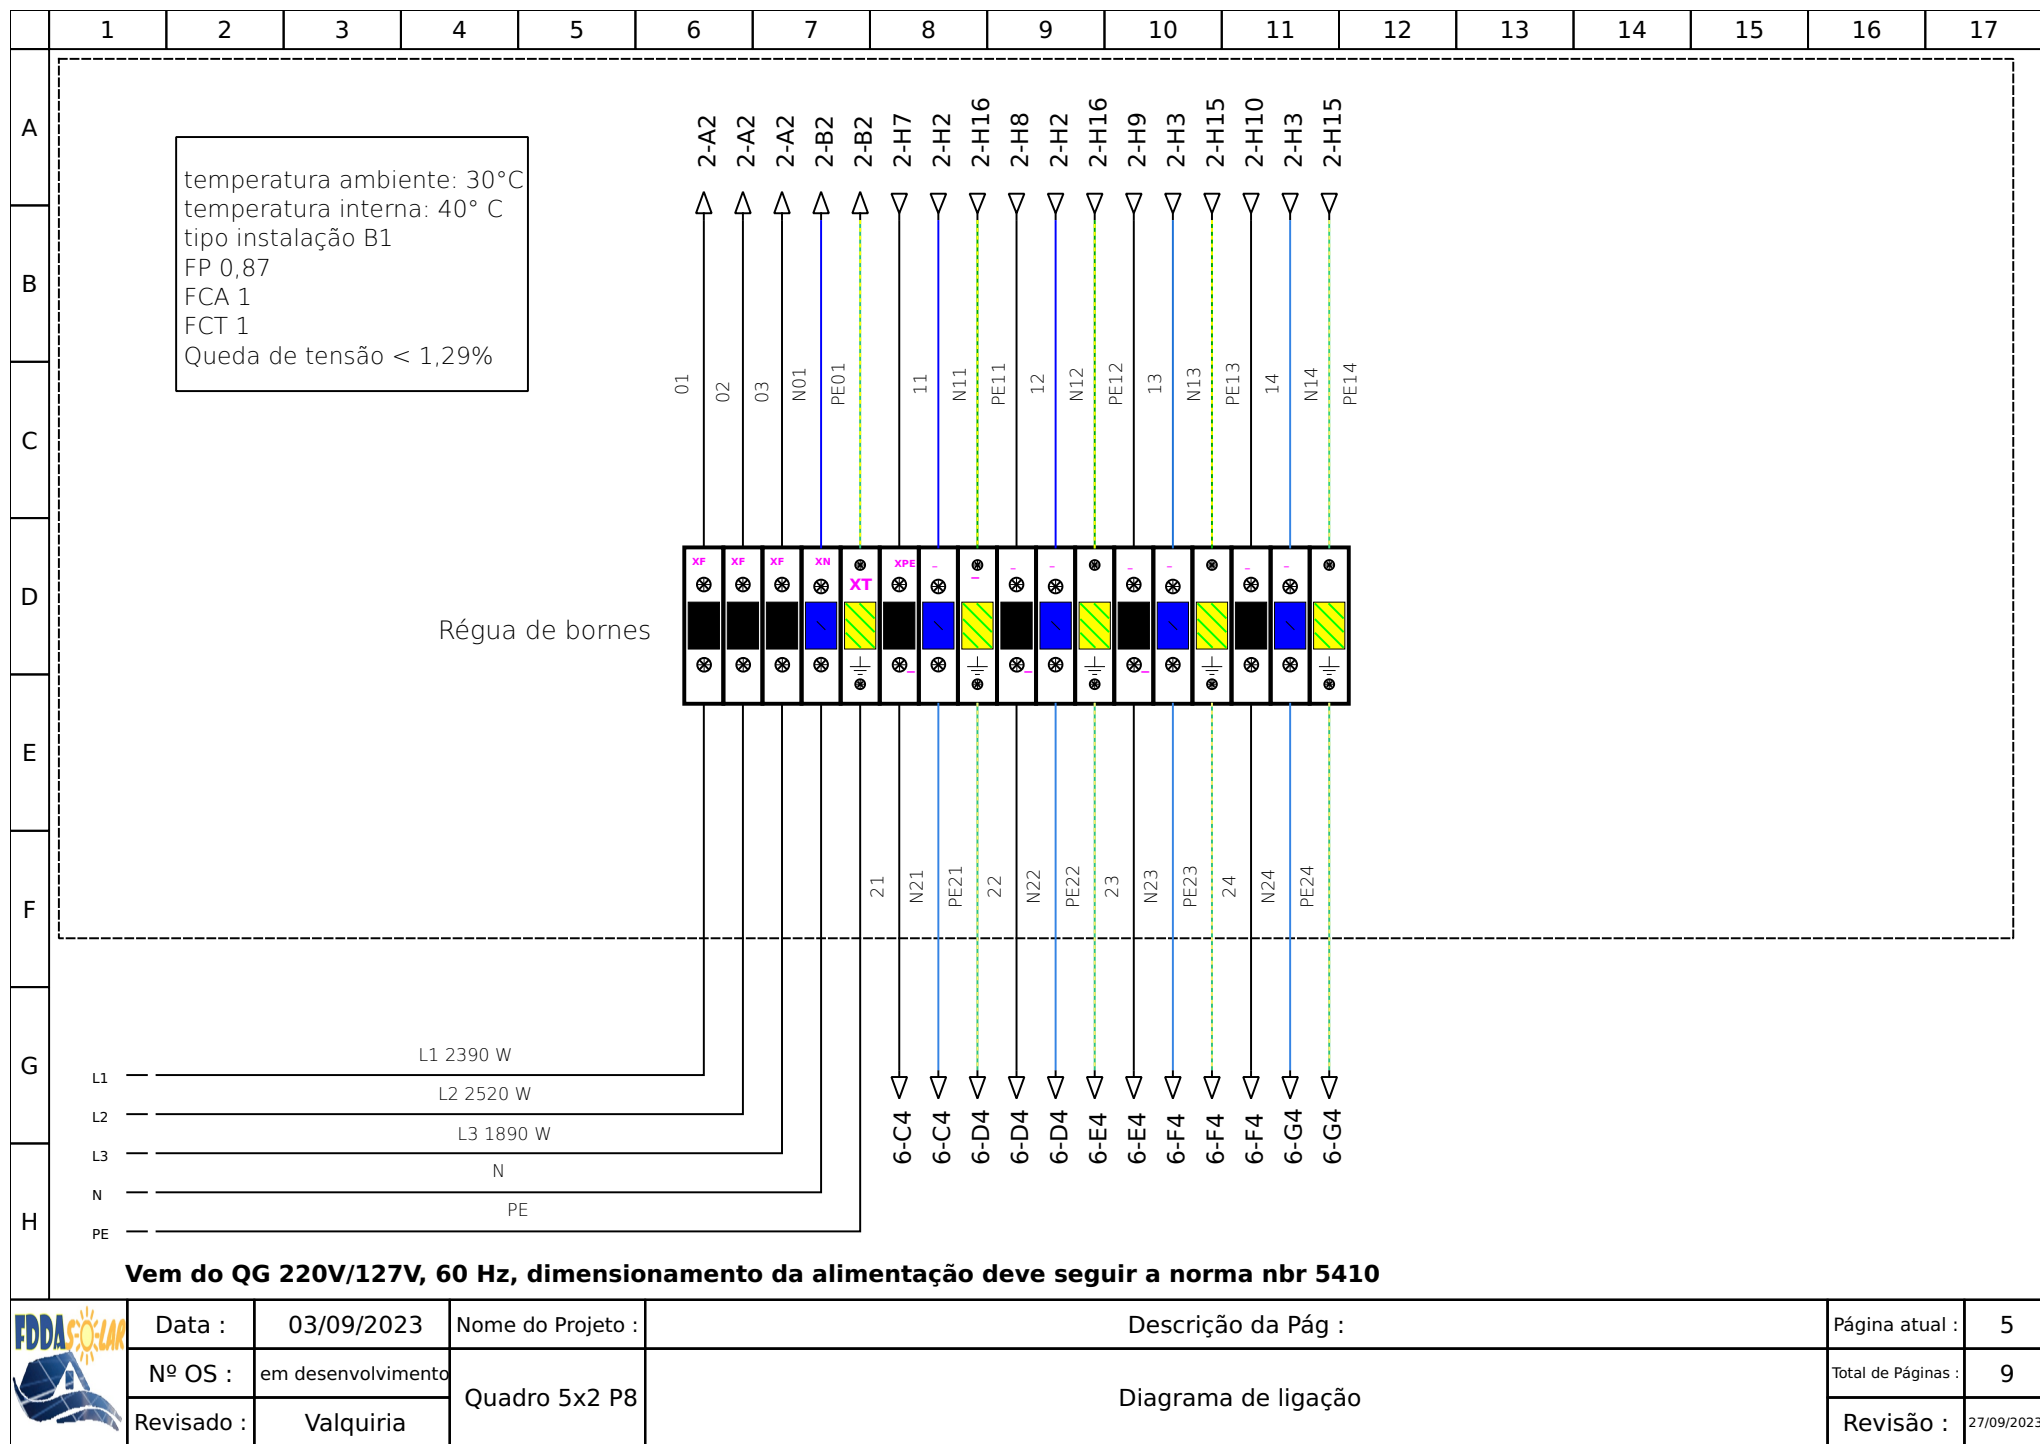 1 2 3 4 5 6 7 8 9 10 11 12 13 14 15 16 17
A
B
C
D
E
F
G
H
temperatura ambiente: 30°C
temperatura interna: 40° C
tipo instalação B1
FP 0,87
FCA 1
FCT 1
Queda de tensão < 1,29%
2-A2 2-A2 2-A2 2-B2 2-B2 2-H7 2-H2 2-H16 2-H8 2-H2 2-H16 2-H9 2-H3 2-H15 2-H10 2-H3 2-H15
01 02 03 N01 PE01 11 N11 PE11 12 N12 PE12 13 N13 PE13 14 N14 PE14
XF XF XF XN XT XPE
Régua de bornes
21 N21 PE21 22 N22 PE22 23 N23 PE23 24 N24 PE24
6-C4 6-C4 6-D4 6-D4 6-D4 6-E4 6-E4 6-F4 6-F4 6-F4 6-G4 6-G4
L1 2390 W
L1
L2 2520 W
L2
L3 1890 W
L3
N
N
PE
PE
Vem do QG 220V/127V, 60 Hz, dimensionamento da alimentação deve seguir a norma nbr 5410
FDDA SOLAR
Data : 03/09/2023 Nome do Projeto : Descrição da Pág : Página atual : 5
Nº OS : em desenvolvimento Quadro 5x2 P8 Diagrama de ligação Total de Páginas : 9
Revisado : Valquiria Revisão : 27/09/2023